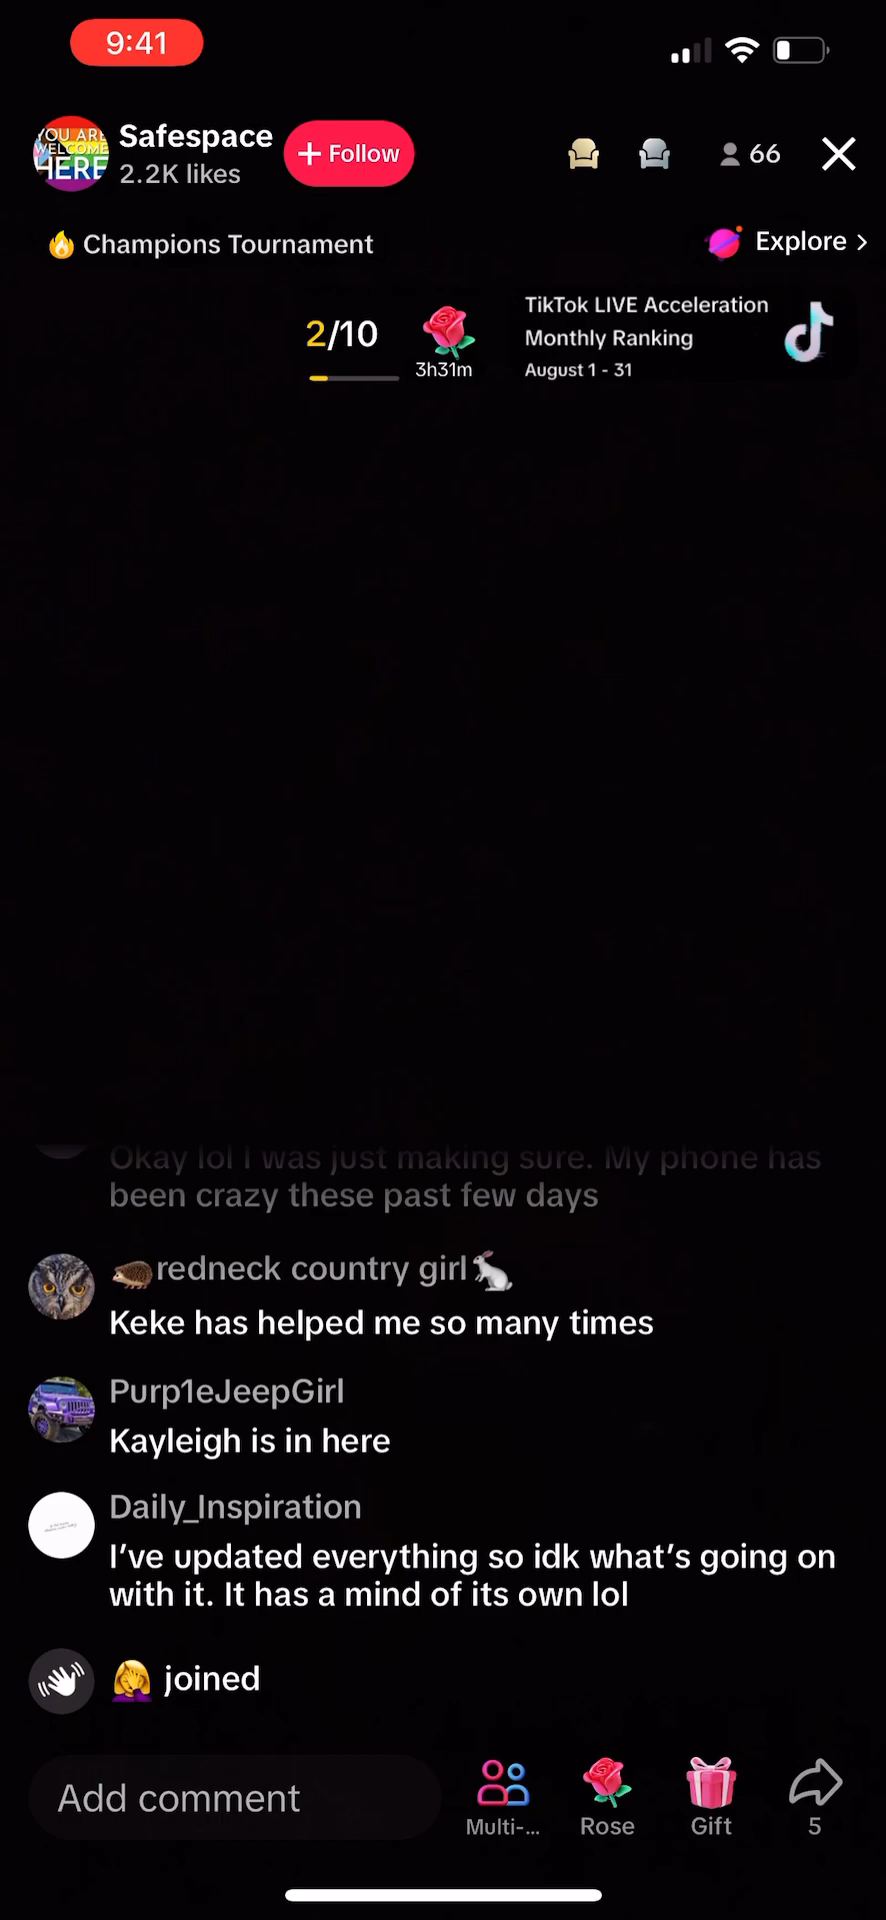 9:41
YOU ARE
WELCOME
HERE
Safespace
2.2K likes
+ Follow
66
Champions Tournament
Explore >
2/10
3h31m
TikTok LIVE Acceleration
Monthly Ranking
August 1 - 31
Okay lol I was just making sure. My phone has
been crazy these past few days
redneck country girl
Keke has helped me so many times
Purp1eJeepGirl
Kayleigh is in here
Daily_Inspiration
I’ve updated everything so idk what’s going on
with it. It has a mind of its own lol
joined
Add comment
Multi-...
Rose
Gift
5